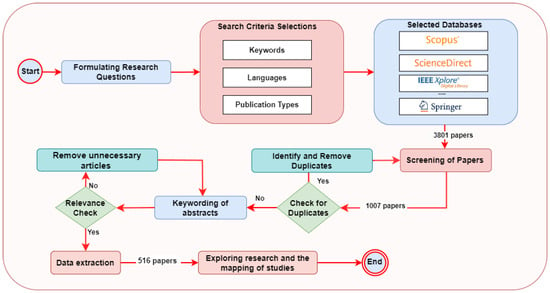 Search Criteria Selections
Selected Databases
Start
Formulating Research
Questions
Keywords
Languages
Publication Types
Scopus
ScienceDirect
IEEE Xplore
Digital Library
Springer
3801 papers
Remove unnecessary
articles
Identify and Remove
Duplicates
Screening of Papers
No
Yes
Relevance
Check
Keywording of
abstracts
No
Check for
Duplicates
1007 papers
Yes
Data extraction
516 papers
Exploring research and the
mapping of studies
End